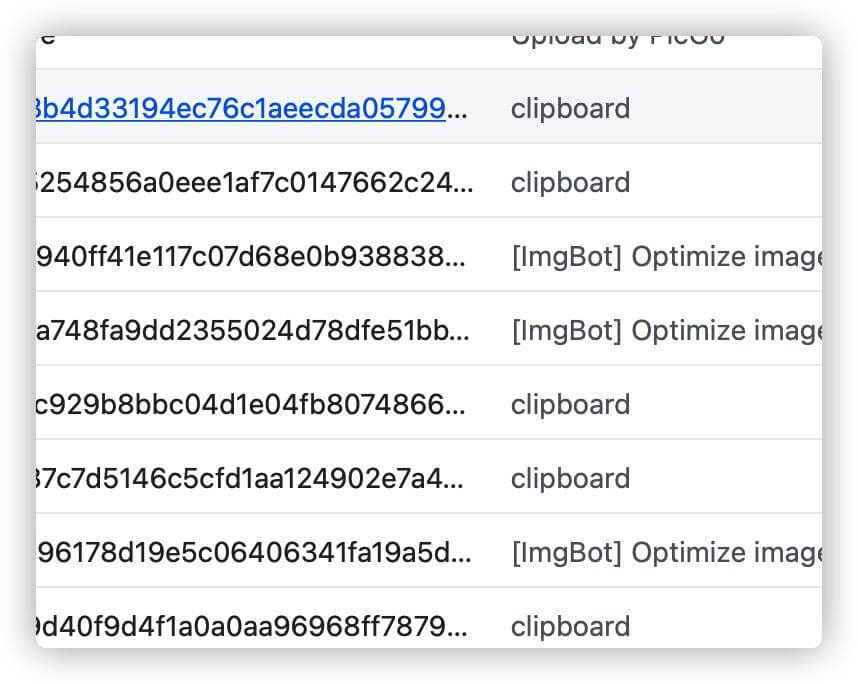 Upload by PicGo
3b4d33194ec76c1aeecda05799... clipboard
5254856a0eee1af7c0147662c24... clipboard
940ff41e117c07d68e0b938838... [ImgBot] Optimize image
a748fa9dd2355024d78dfe51bb... [ImgBot] Optimize image
c929b8bbc04d1e04fb8074866... clipboard
37c7d5146c5cfd1aa124902e7a4... clipboard
96178d19e5c06406341fa19a5d... [ImgBot] Optimize image
9d40f9d4f1a0a0aa96968ff7879... clipboard